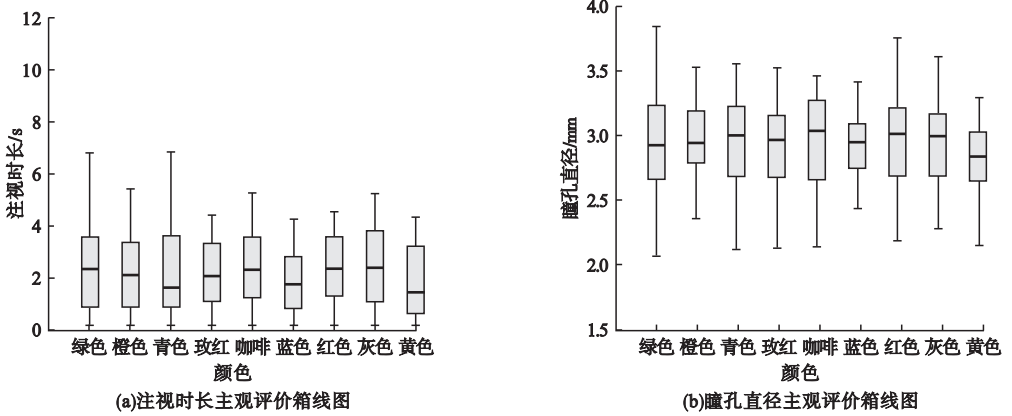 12
10
8
6
4
2
0
注视时长/s
绿色 橙色 青色 玫红 咖啡 蓝色 红色 灰色 黄色
颜色
(a)注视时长主观评价箱线图
4.0
3.5
3.0
2.5
2.0
1.5
瞳孔直径/mm
绿色 橙色 青色 玫红 咖啡 蓝色 红色 灰色 黄色
颜色
(b)瞳孔直径主观评价箱线图